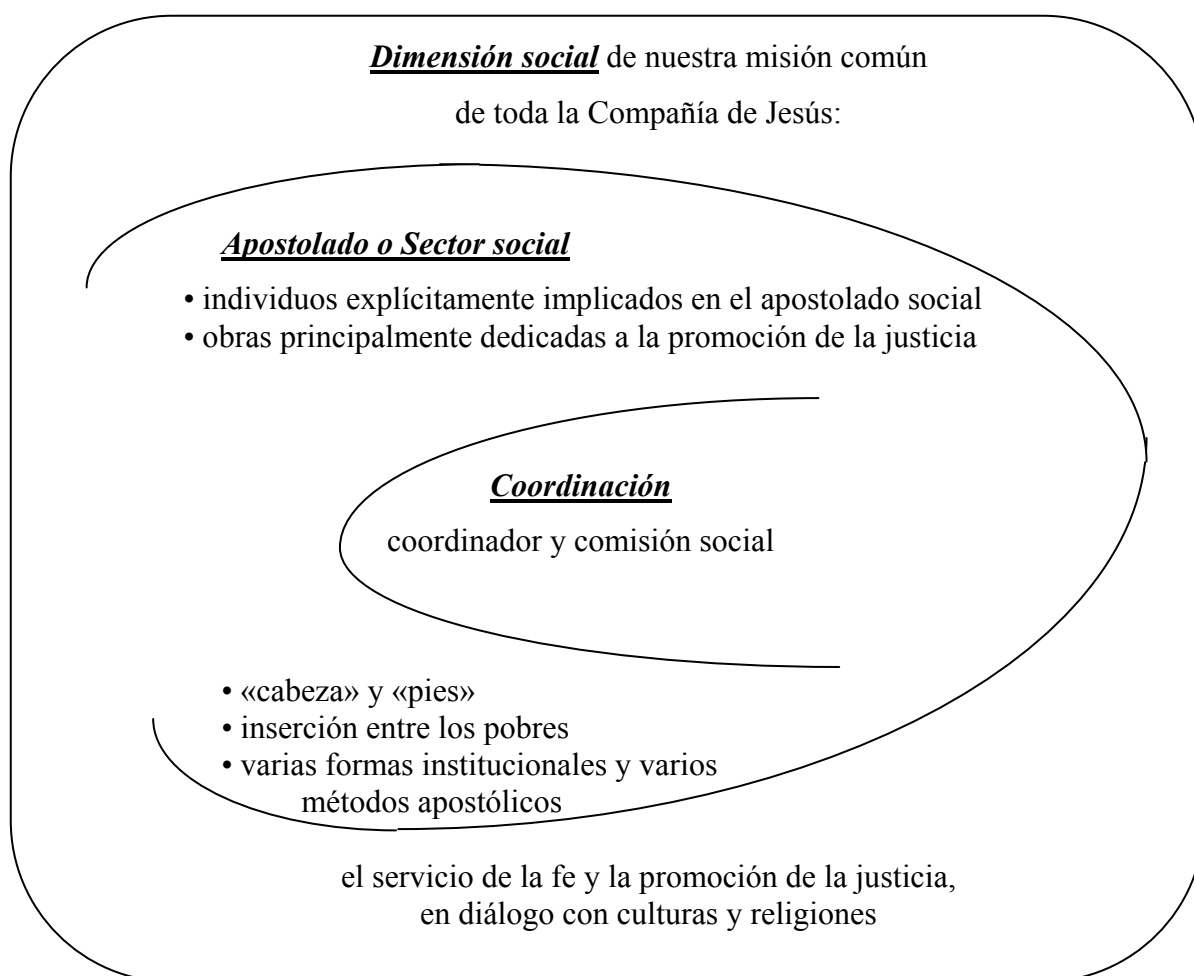 Dimensión social de nuestra misión común
de toda la Compañía de Jesús:
Apostolado o Sector social
• individuos explícitamente implicados en el apostolado social
• obras principalmente dedicadas a la promoción de la justicia
Coordinación
coordinador y comisión social
• «cabeza» y «pies»
• inserción entre los pobres
• varias formas institucionales y varios
métodos apostólicos
el servicio de la fe y la promoción de la justicia,
en diálogo con culturas y religiones